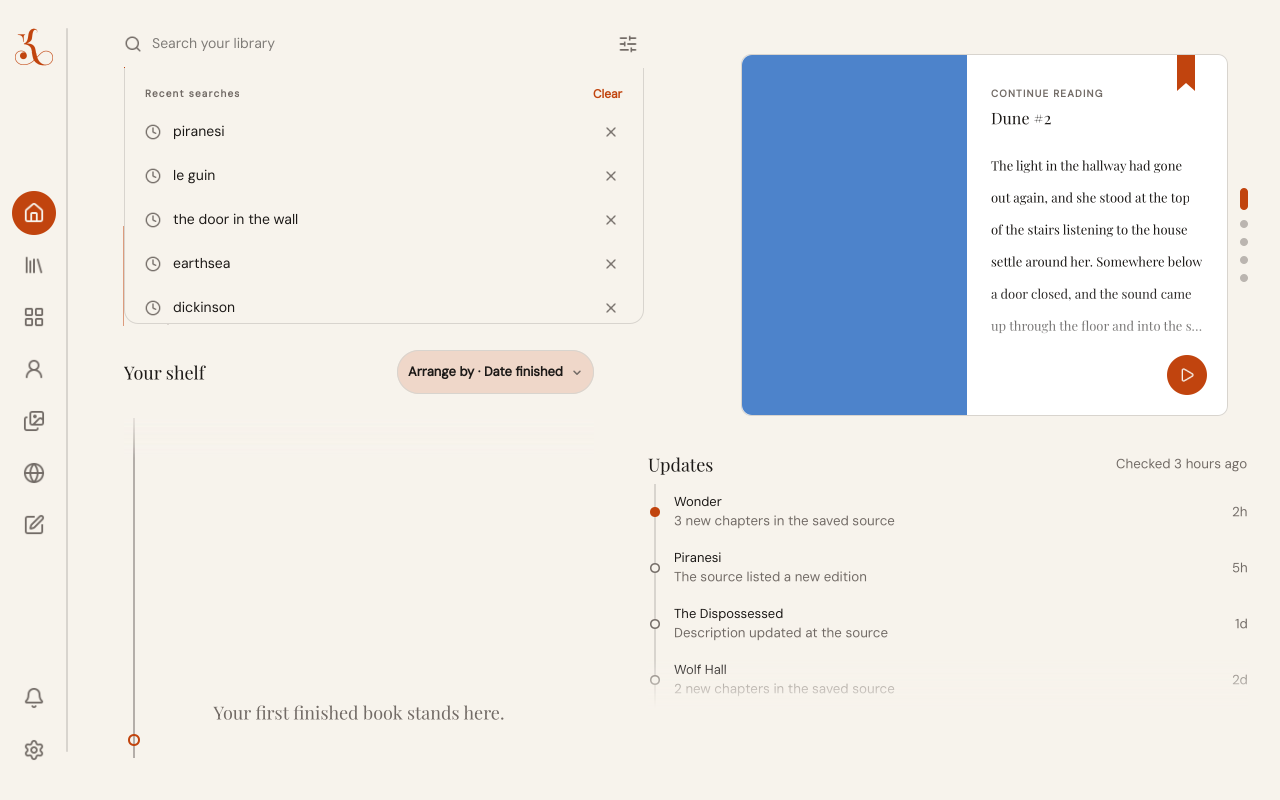 Search your library
Recent searches
Clear
piranesi
le guin
the door in the wall
earthsea
dickinson
Your shelf
Arrange by · Date finished
Your first finished book stands here.
CONTINUE READING
Dune #2
The light in the hallway had gone
out again, and she stood at the top
of the stairs listening to the house
settle around her. Somewhere below
a door closed, and the sound came
up through the floor and into the s...
Updates
Checked 3 hours ago
Wonder
3 new chapters in the saved source
2h
Piranesi
The source listed a new edition
5h
The Dispossessed
Description updated at the source
1d
Wolf Hall
2 new chapters in the saved source
2d